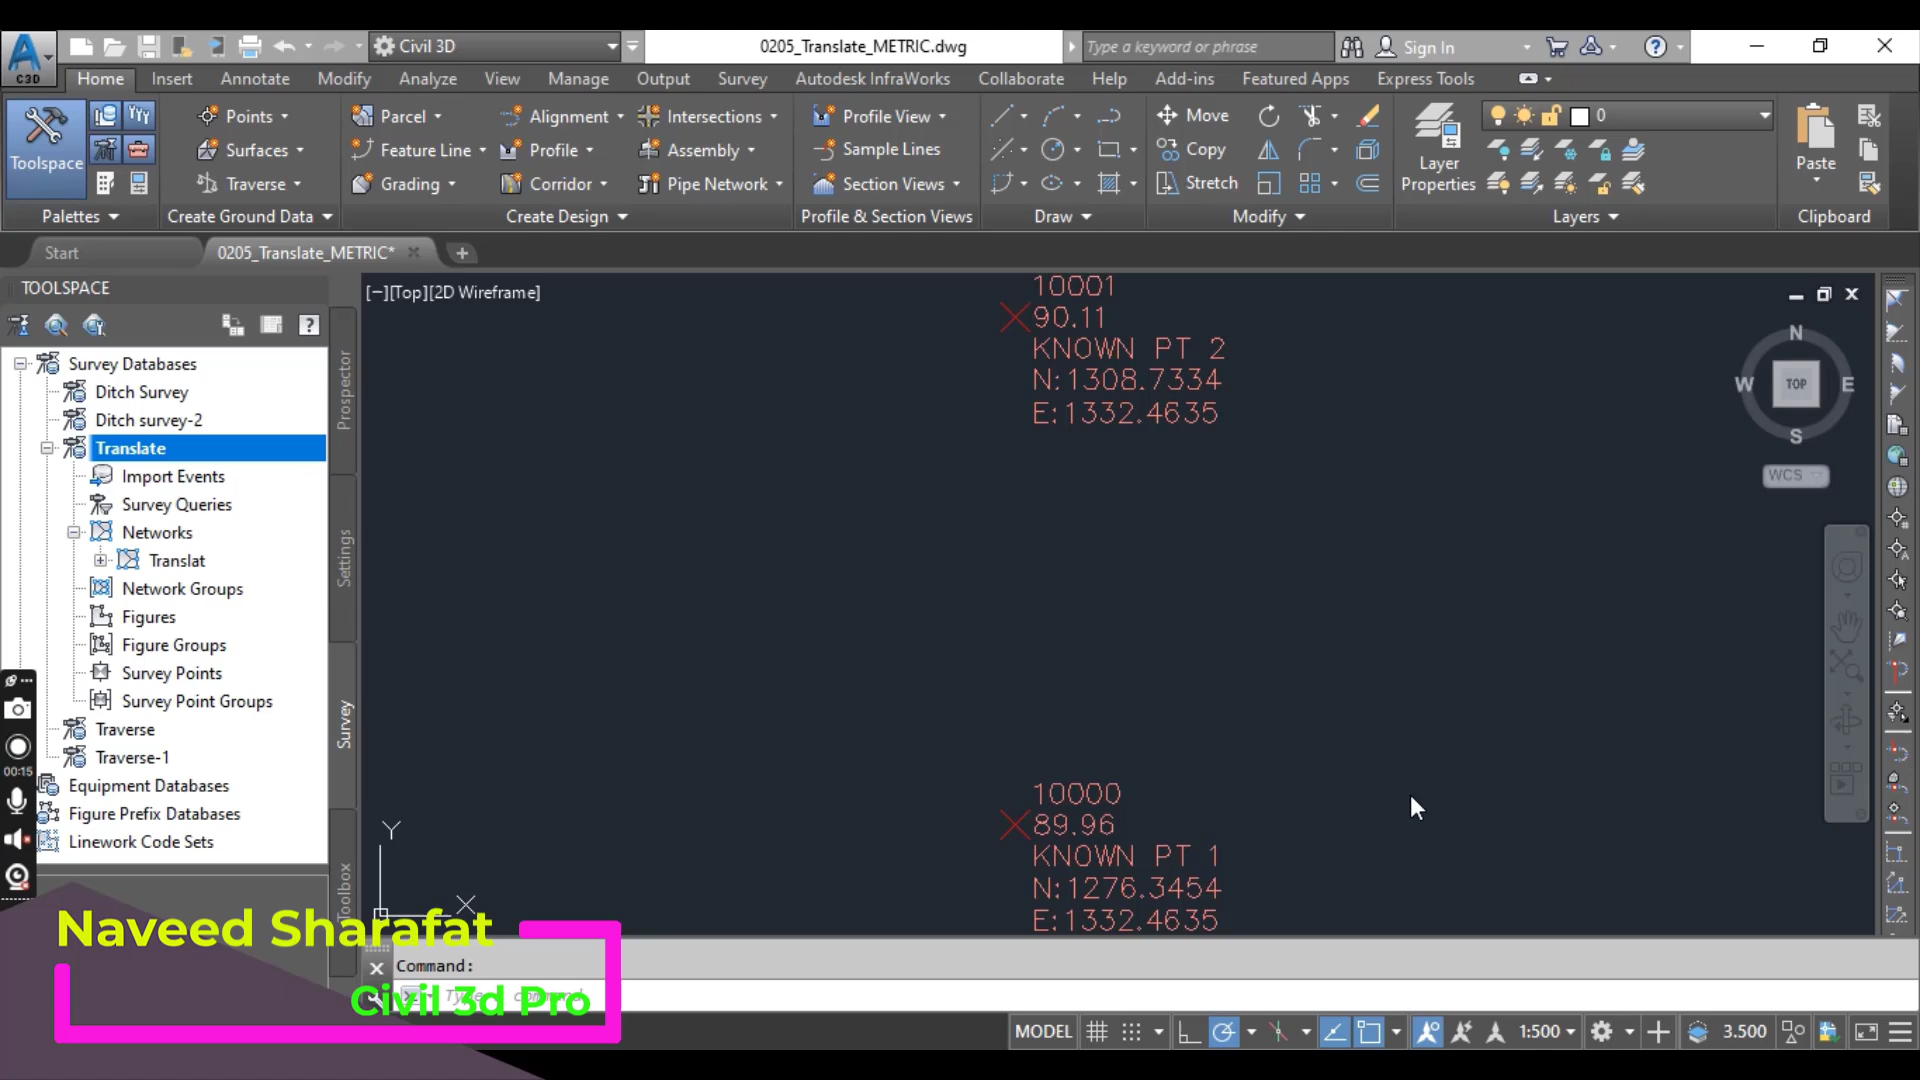 Civil 3D
0205_Translate_METRIC.dwg
Type a keyword or phrase
Sign In
C3D
Home Insert Annotate Modify Analyze View Manage Output Survey Autodesk InfraWorks Collaborate Help Add-ins Featured Apps Express Tools
Toolspace
Points
Surfaces
Traverse
Parcel
Feature Line
Grading
Alignment
Profile
Corridor
Intersections
Assembly
Pipe Network
Profile View
Sample Lines
Section Views
Move
Copy
Stretch
Layer
Properties
0
Paste
Palettes
Create Ground Data
Create Design
Profile & Section Views
Draw
Modify
Layers
Clipboard
Start
0205_Translate_METRIC*
TOOLSPACE
Survey Databases
Ditch Survey
Ditch survey-2
Translate
Import Events
Survey Queries
Networks
Translat
Network Groups
Figures
Figure Groups
Survey Points
Survey Point Groups
Traverse
Traverse-1
Equipment Databases
Figure Prefix Databases
Linework Code Sets
00:15
Prospector
Settings
Survey
Toolbox
[−][Top][2D Wireframe]
10001
90.11
KNOWN PT 2
N:1308.7334
E:1332.4635
10000
89.96
KNOWN PT 1
N:1276.3454
E:1332.4635
N
W
TOP
E
S
WCS
Y
X
Command:
Naveed Sharafat
Civil 3d Pro
MODEL
1:500
3.500